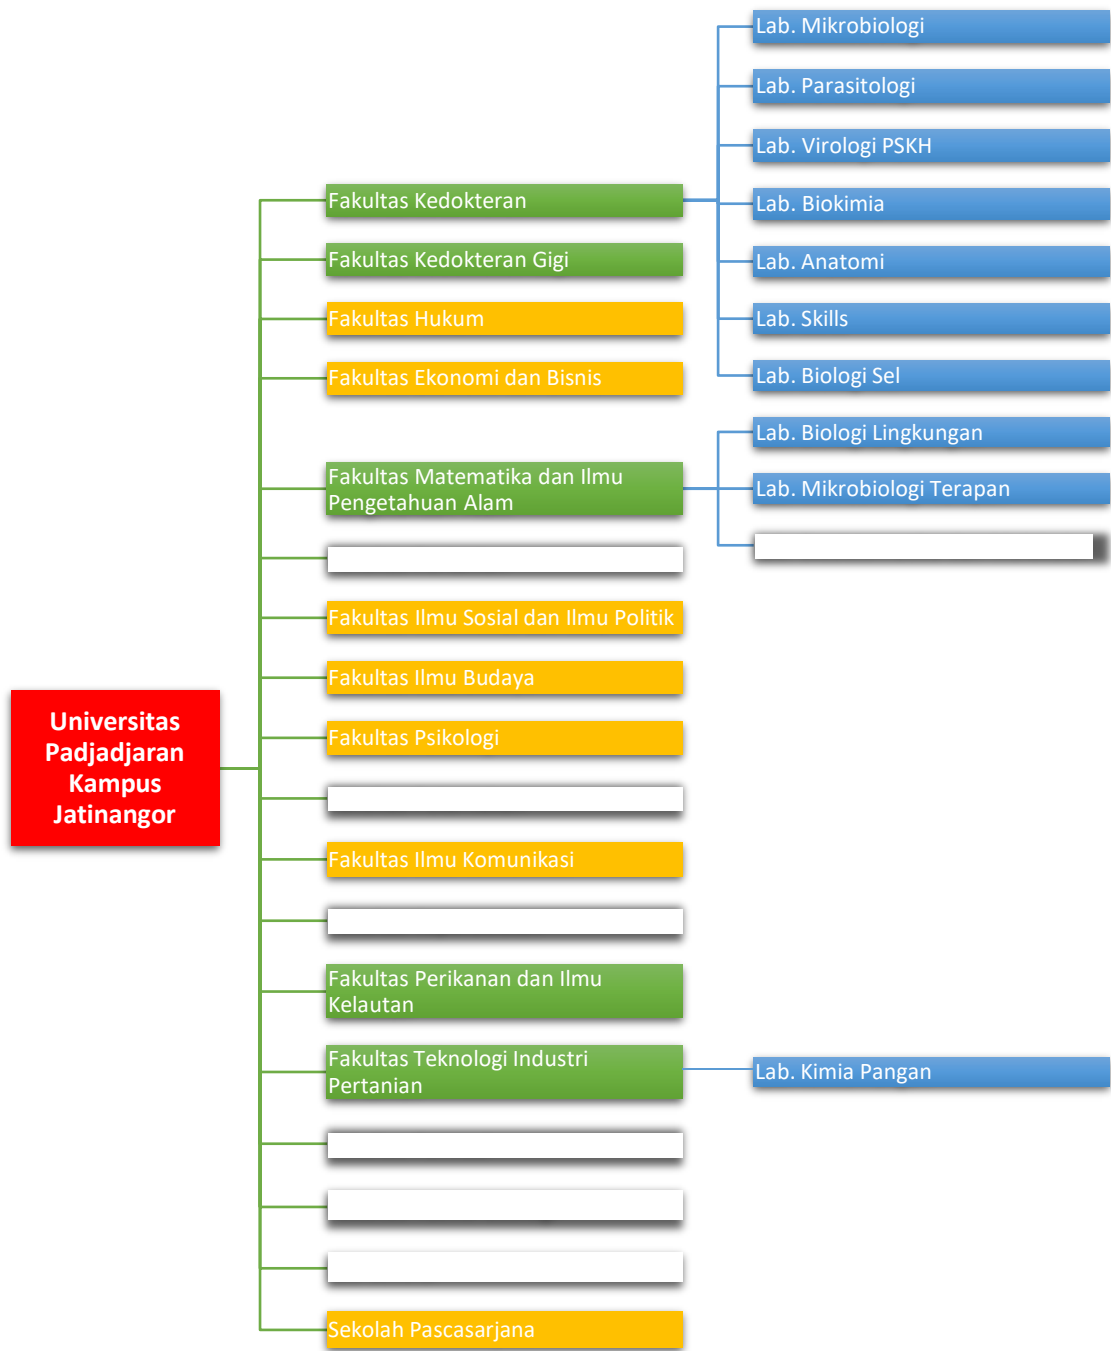 Universitas
Padjadjaran
Kampus
Jatinangor
Fakultas Kedokteran
Lab. Mikrobiologi
Lab. Parasitologi
Lab. Virologi PSKH
Lab. Biokimia
Lab. Anatomi
Lab. Skills
Lab. Biologi Sel
Fakultas Kedokteran Gigi
Fakultas Hukum
Fakultas Ekonomi dan Bisnis
Fakultas Matematika dan Ilmu
Pengetahuan Alam
Lab. Biologi Lingkungan
Lab. Mikrobiologi Terapan
Fakultas Ilmu Sosial dan Ilmu Politik
Fakultas Ilmu Budaya
Fakultas Psikologi
Fakultas Ilmu Komunikasi
Fakultas Perikanan dan Ilmu
Kelautan
Fakultas Teknologi Industri
Pertanian
Lab. Kimia Pangan
Sekolah Pascasarjana